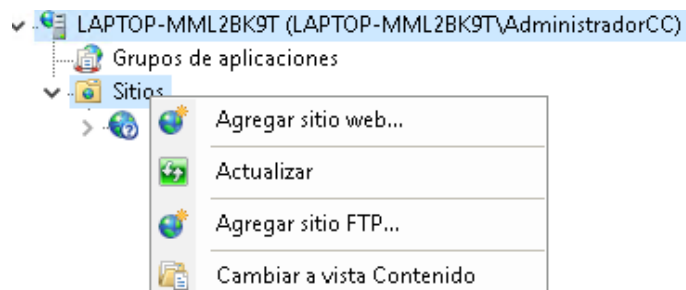 LAPTOP-MML2BK9T (LAPTOP-MML2BK9T\AdministradorCC)
Grupos de aplicaciones
Sitios
Agregar sitio web...
Actualizar
Agregar sitio FTP...
Cambiar a vista Contenido